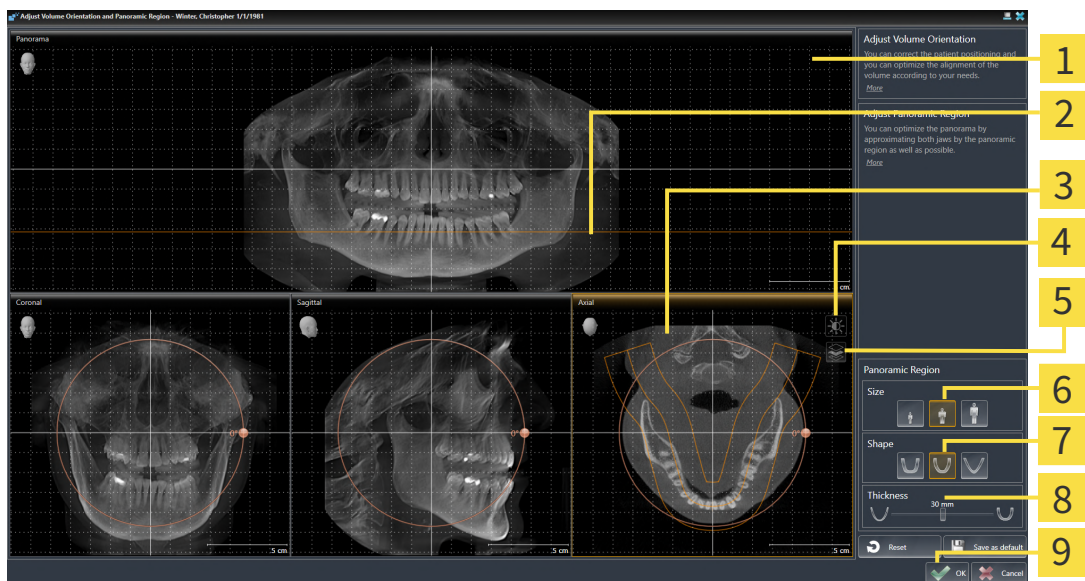 Adjust Volume Orientation and Panoramic Region - Winter, Christopher 1/1/1981
Panorama
cm
Coronal
0°
.5 cm
Sagittal
0°
.5 cm
Axial
0°
.5 cm
Adjust Volume Orientation
You can correct the patient positioning and
you can optimize the alignment of the
volume according to your needs.
More
Adjust Panoramic Region
You can optimize the panorama by
approximating both jaws by the panoramic
region as well as possible.
More
Panoramic Region
Size
Shape
Thickness
30 mm
Reset
Save as default
OK
Cancel
1
2
3
4
5
6
7
8
9